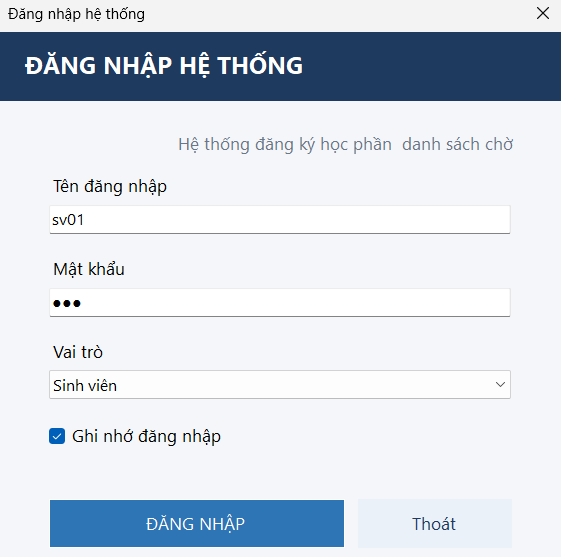 Đăng nhập hệ thống
ĐĂNG NHẬP HỆ THỐNG
Hệ thống đăng ký học phần danh sách chờ
Tên đăng nhập
sv01
Mật khẩu
●●●
Vai trò
Sinh viên
Ghi nhớ đăng nhập
ĐĂNG NHẬP
Thoát